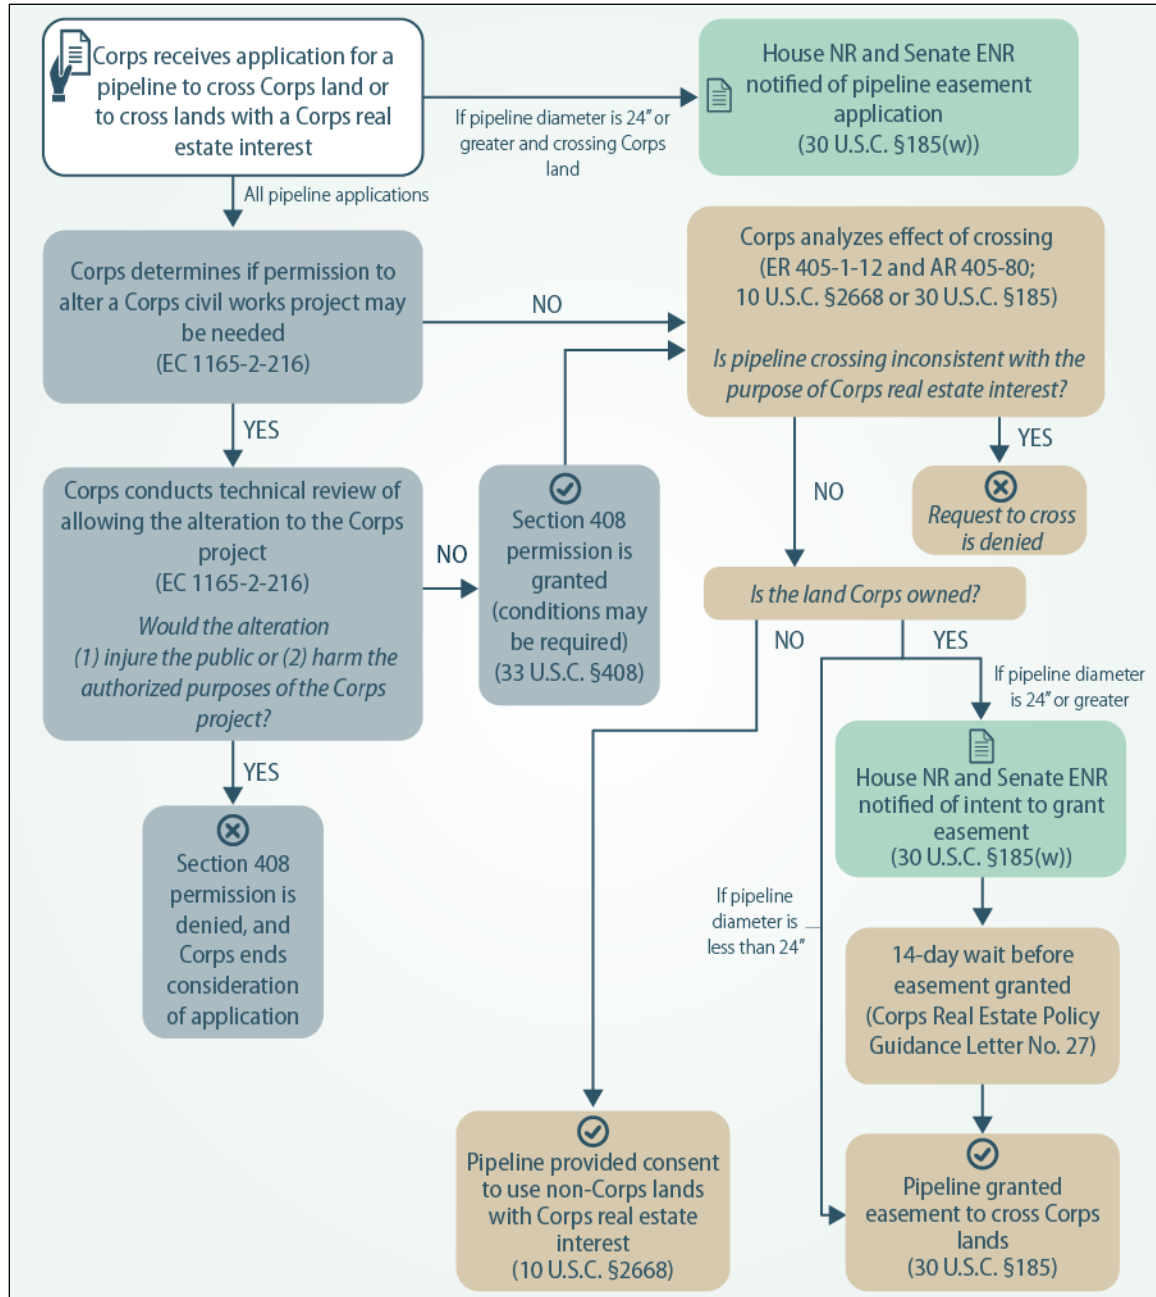 Corps receives application for a
pipeline to cross Corps land or
to cross lands with a Corps real
estate interest
If pipeline diameter is 24" or
greater and crossing Corps
land
House NR and Senate ENR
notified of pipeline easement
application
(30 U.S.C. §185(w))
All pipeline applications
Corps determines if permission to
alter a Corps civil works project may
be needed
(EC 1165-2-216)
NO
Corps analyzes effect of crossing
(ER 405-1-12 and AR 405-80;
10 U.S.C. §2668 or 30 U.S.C. §185)
Is pipeline crossing inconsistent with the
purpose of Corps real estate interest?
YES
Corps conducts technical review of
allowing the alteration to the Corps
project
(EC 1165-2-216)
Would the alteration
(1) injure the public or (2) harm the
authorized purposes of the Corps
project?
NO
Section 408
permission is
granted
(conditions may
be required)
(33 U.S.C. §408)
YES
Section 408
permission is
denied, and
Corps ends
consideration
of application
YES
Request to cross
is denied
NO
Is the land Corps owned?
NO
YES
If pipeline diameter
is 24" or greater
House NR and Senate ENR
notified of intent to grant
easement
(30 U.S.C. §185(w))
If pipeline
diameter is
less than 24"
14-day wait before
easement granted
(Corps Real Estate Policy
Guidance Letter No. 27)
Pipeline provided consent
to use non-Corps lands
with Corps real estate
interest
(10 U.S.C. §2668)
Pipeline granted
easement to cross Corps
lands
(30 U.S.C. §185)